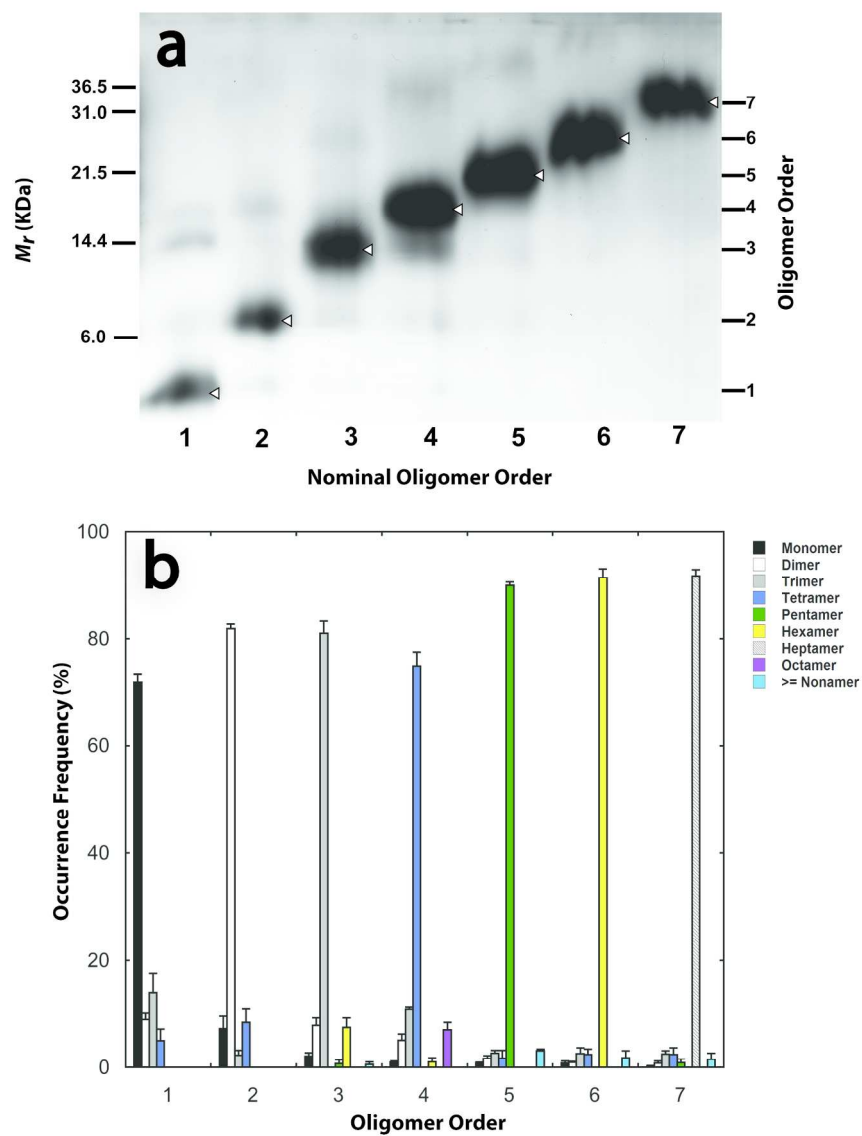 a
36.5
31.0
21.5
14.4
6.0
Mr (KDa)
7
6
5
4
3
2
1
Oligomer Order
1 2 3 4 5 6 7
Nominal Oligomer Order
b
100
80
60
40
20
0
Occurrence Frequency (%)
1 2 3 4 5 6 7
Oligomer Order
Monomer
Dimer
Trimer
Tetramer
Pentamer
Hexamer
Heptamer
Octamer
>= Nonamer